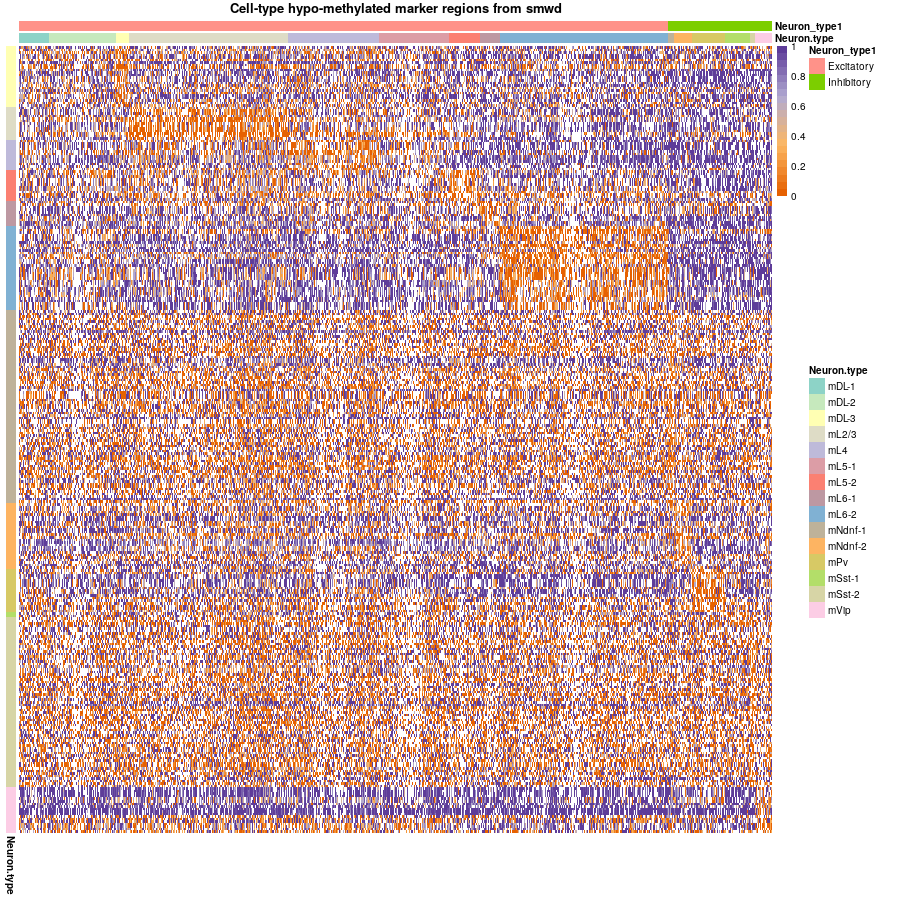 Cell-type hypo-methylated marker regions from smwd
Neuron_type1
Neuron.type
1
0.8
0.6
0.4
0.2
0
Neuron_type1
Excitatory
Inhibitory
Neuron.type
mDL-1
mDL-2
mDL-3
mL2/3
mL4
mL5-1
mL5-2
mL6-1
mL6-2
mNdnf-1
mNdnf-2
mPv
mSst-1
mSst-2
mVip
Neuron.type